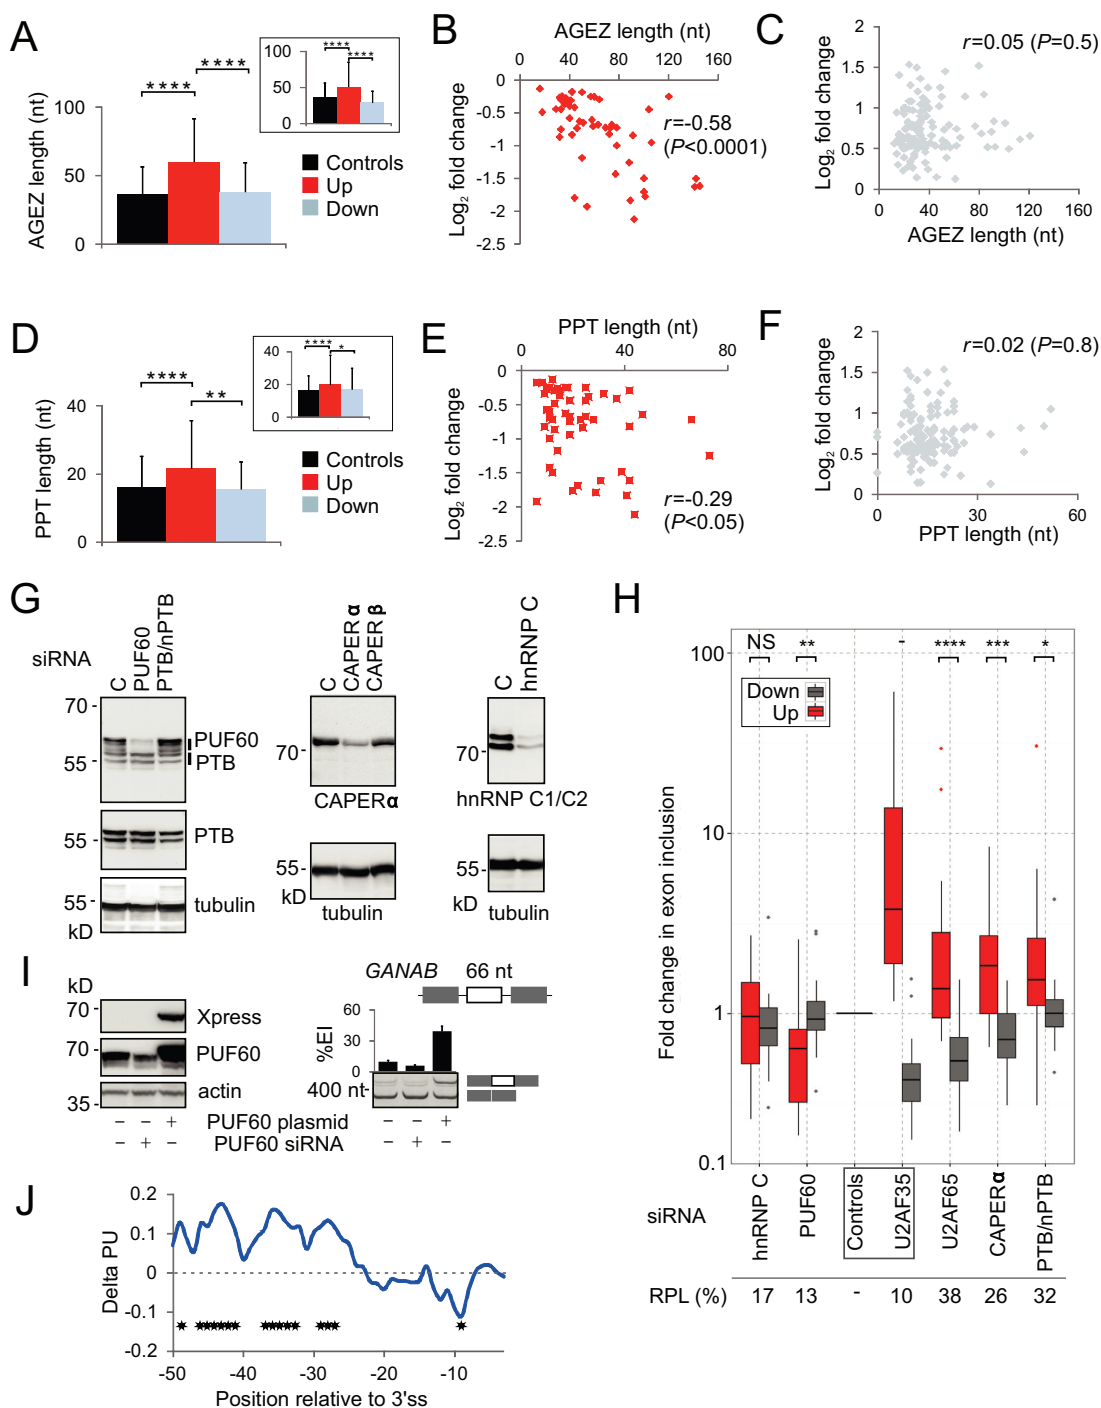 A
AGEZ length (nt)
100
50
0
****
****
100
50
0
****
****
Controls
Up
Down
B
AGEZ length (nt)
0 40 80 120 160
Log2 fold change
0
-0.5
-1
-1.5
-2
-2.5
r=-0.58
(P<0.0001)
C
r=0.05 (P=0.5)
Log2 fold change
2
1.5
1
0.5
0
0 40 80 120 160
AGEZ length (nt)
D
PPT length (nt)
40
20
0
****
**
40
20
0
****
*
Controls
Up
Down
E
PPT length (nt)
0 40 80
Log2 fold change
0
-0.5
-1
-1.5
-2
-2.5
r=-0.29
(P<0.05)
F
r=0.02 (P=0.8)
Log2 fold change
2
1.5
1
0.5
0
0 30 60
PPT length (nt)
G
siRNA
C
PUF60
PTB/nPTB
70-
55-
PUF60
PTB
55-
PTB
55-
kD
tubulin
C
CAPERα
CAPERβ
70-
CAPERα
55-
kD
tubulin
C
hnRNP C
70-
hnRNP C1/C2
55-
kD
tubulin
H
Fold change in exon inclusion
100
10
1
0.1
NS ** - **** *** *
Down
Up
siRNA
hnRNP C
PUF60
Controls
U2AF35
U2AF65
CAPERα
PTB/nPTB
RPL (%) 17 13 - 10 38 26 32
I
kD
70-
Xpress
70-
PUF60
35-
actin
- - + PUF60 plasmid - - +
- + - PUF60 siRNA - + -
GANAB 66 nt
%EI
60
30
0
400 nt-
J
Delta PU
0.2
0.1
0
-0.1
-0.2
-50 -40 -30 -20 -10
Position relative to 3'ss